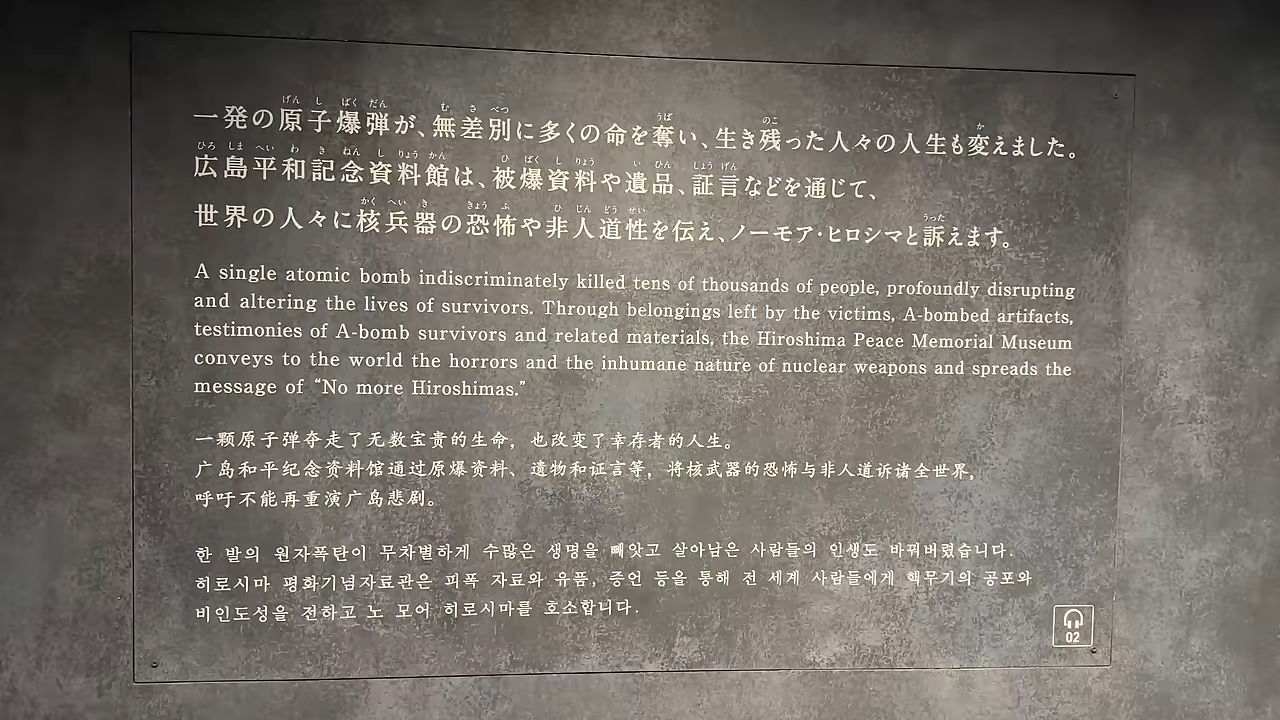 一発の原子爆弾が、無差別に多くの命を奪い、生き残った人々の人生も変えました。
広島平和記念資料館は、被爆資料や遺品、証言などを通じて、
世界の人々に核兵器の恐怖や非人道性を伝え、ノーモア・ヒロシマと訴えます。
A single atomic bomb indiscriminately killed tens of thousands of people, profoundly disrupting
and altering the lives of survivors. Through belongings left by the victims, A-bombed artifacts,
testimonies of A-bomb survivors and related materials, the Hiroshima Peace Memorial Museum
conveys to the world the horrors and the inhumane nature of nuclear weapons and spreads the
message of “No more Hiroshimas.”
一颗原子弹夺走了无数宝贵的生命，也改变了幸存者的人生。
广岛和平纪念资料馆通过原爆资料、遗物和证言等，将核武器的恐怖与非人道诉诸全世界，
呼吁不能再重演广岛悲剧。
한 발의 원자폭탄이 무차별하게 수많은 생명을 빼앗고 살아남은 사람들의 인생도 바꿔버렸습니다.
히로시마 평화기념자료관은 피폭 자료와 유품, 증언 등을 통해 전 세계 사람들에게 핵무기의 공포와
비인도성을 전하고 노 모어 히로시마를 호소합니다.
02